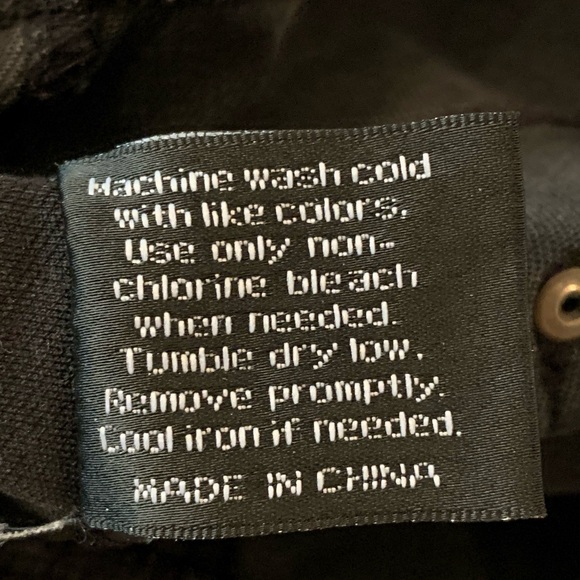 Machine wash cold
with like colors.
Use only non-
chlorine bleach
when needed.
Tumble dry low.
Remove promptly.
Cool iron if needed.
MADE IN CHINA